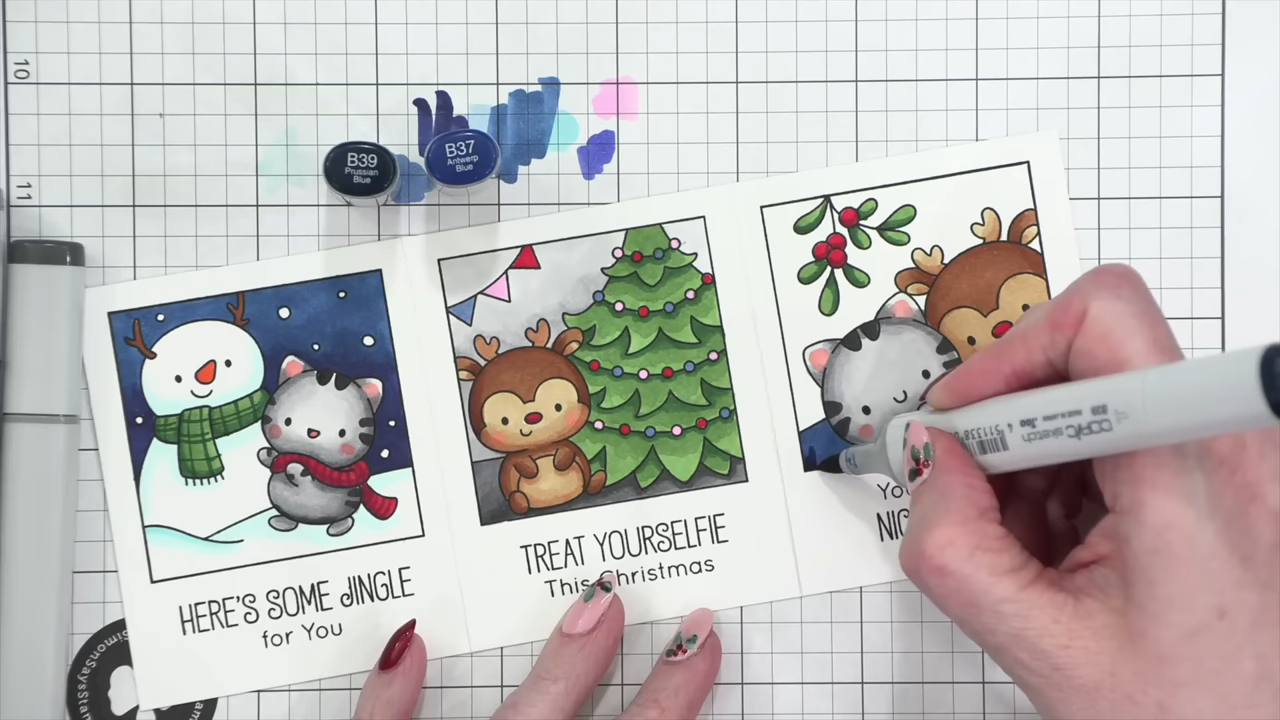 10
11
B39
Prussian
Blue
B37
Antwerp
Blue
COPIC sketch
HERE'S SOME JINGLE
for You
TREAT YOURSELFIE
This Christmas